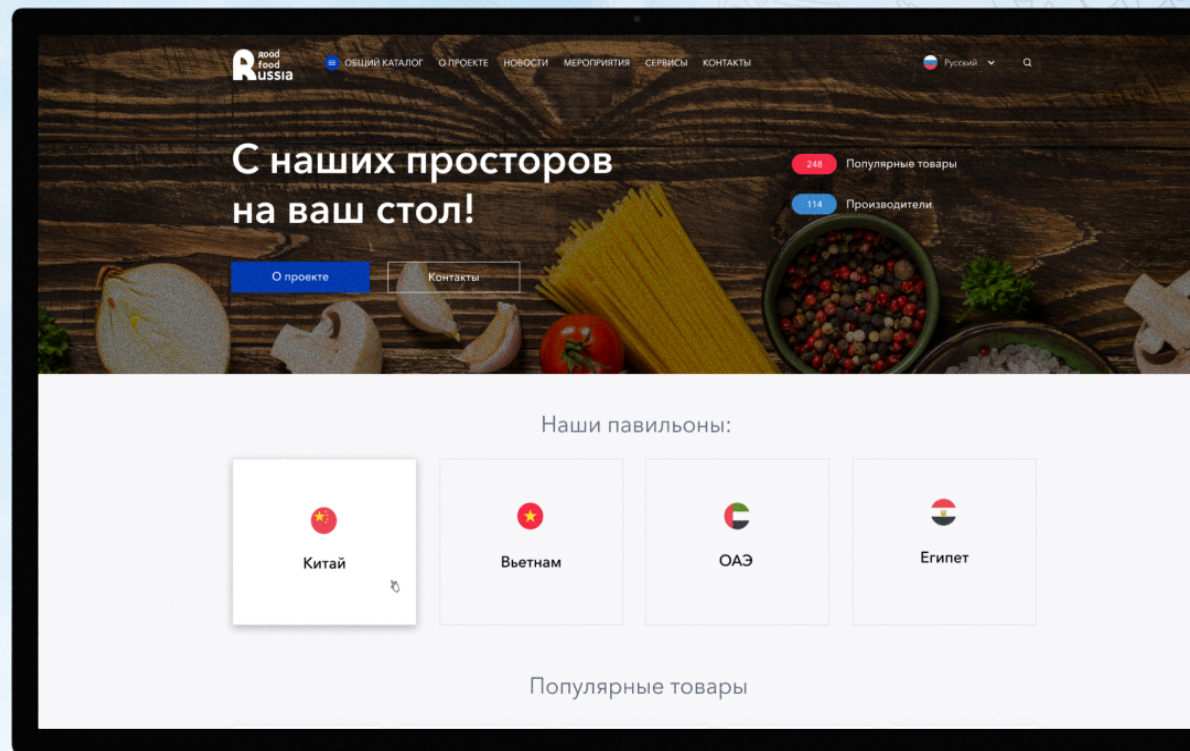 Яood
food
Russia
ОБЩИЙ КАТАЛОГ О ПРОЕКТЕ НОВОСТИ МЕРОПРИЯТИЯ СЕРВИСЫ КОНТАКТЫ
Русский
С наших просторов
на ваш стол!
248 Популярные товары
114 Производители
О проекте Контакты
Наши павильоны:
Китай Вьетнам ОАЭ Египет
Популярные товары